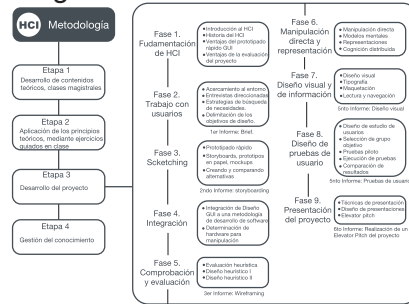 HCI Metodología
Etapa 1
Desarrollo de contenidos
teóricos, clases magistrales
Etapa 2
Aplicación de los principios
teóricos, mediante ejercicios
guiados en clase
Etapa 3
Desarrollo del proyecto
Etapa 4
Gestión del conocimiento
Fase 1.
Fudamentación
de HCI
• Introducción al HCI
• Historia del HCI
• Ventajas del prototipado
rápido GUI
• Ventajas de la evaluación
del proyecto
Fase 2.
Trabajo con
usuarios
• Acercamiento al entorno
• Entrevistas direccionadas
• Estrategias de búsqueda
de necesidades.
• Delimitación de los
objetivos de diseño.
1er Informe: Brief.
Fase 3.
Scketching
• Prototipado rápido
• Storyboards, prototipos
en papel, mockups
• Creando y comparando
alternativas
2ndo Informe: storyboarding
Fase 4.
Integración
• Integración de Diseño
GUI a una metodología
de desarrollo de software
• Determinación de
hardware para
manipulación
Fase 5.
Comprobación
y evaluación
• Evaluación heurística
• Diseño heurístico I
• Diseño heurístico II
3er Informe: Wireframing
Fase 6.
Manipulación
directa y
representación
• Manipulación directa
• Modelos mentales
• Representaciones
• Cognición distribuida
Fase 7.
Diseño visual y
de información
• Diseño visual
• Tipografía
• Maquetación
• Lectura y navegación
5nto Informe: Diseño visual
Fase 8.
Diseño de
pruebas de
usuario
• Diseño de estudio de
usuarios
• Selección de grupo
objetivo
• Pruebas piloto
• Ejecución de pruebas
• Comparación de
resultados
5nto Informe: Pruebas de usuario
Fase 9.
Presentación
del proyecto
• Técnicas de presentación
• Diseño de presentaciones
• Elevator pitch
6to Informe: Realización de un
Elevator Pitch del proyecto